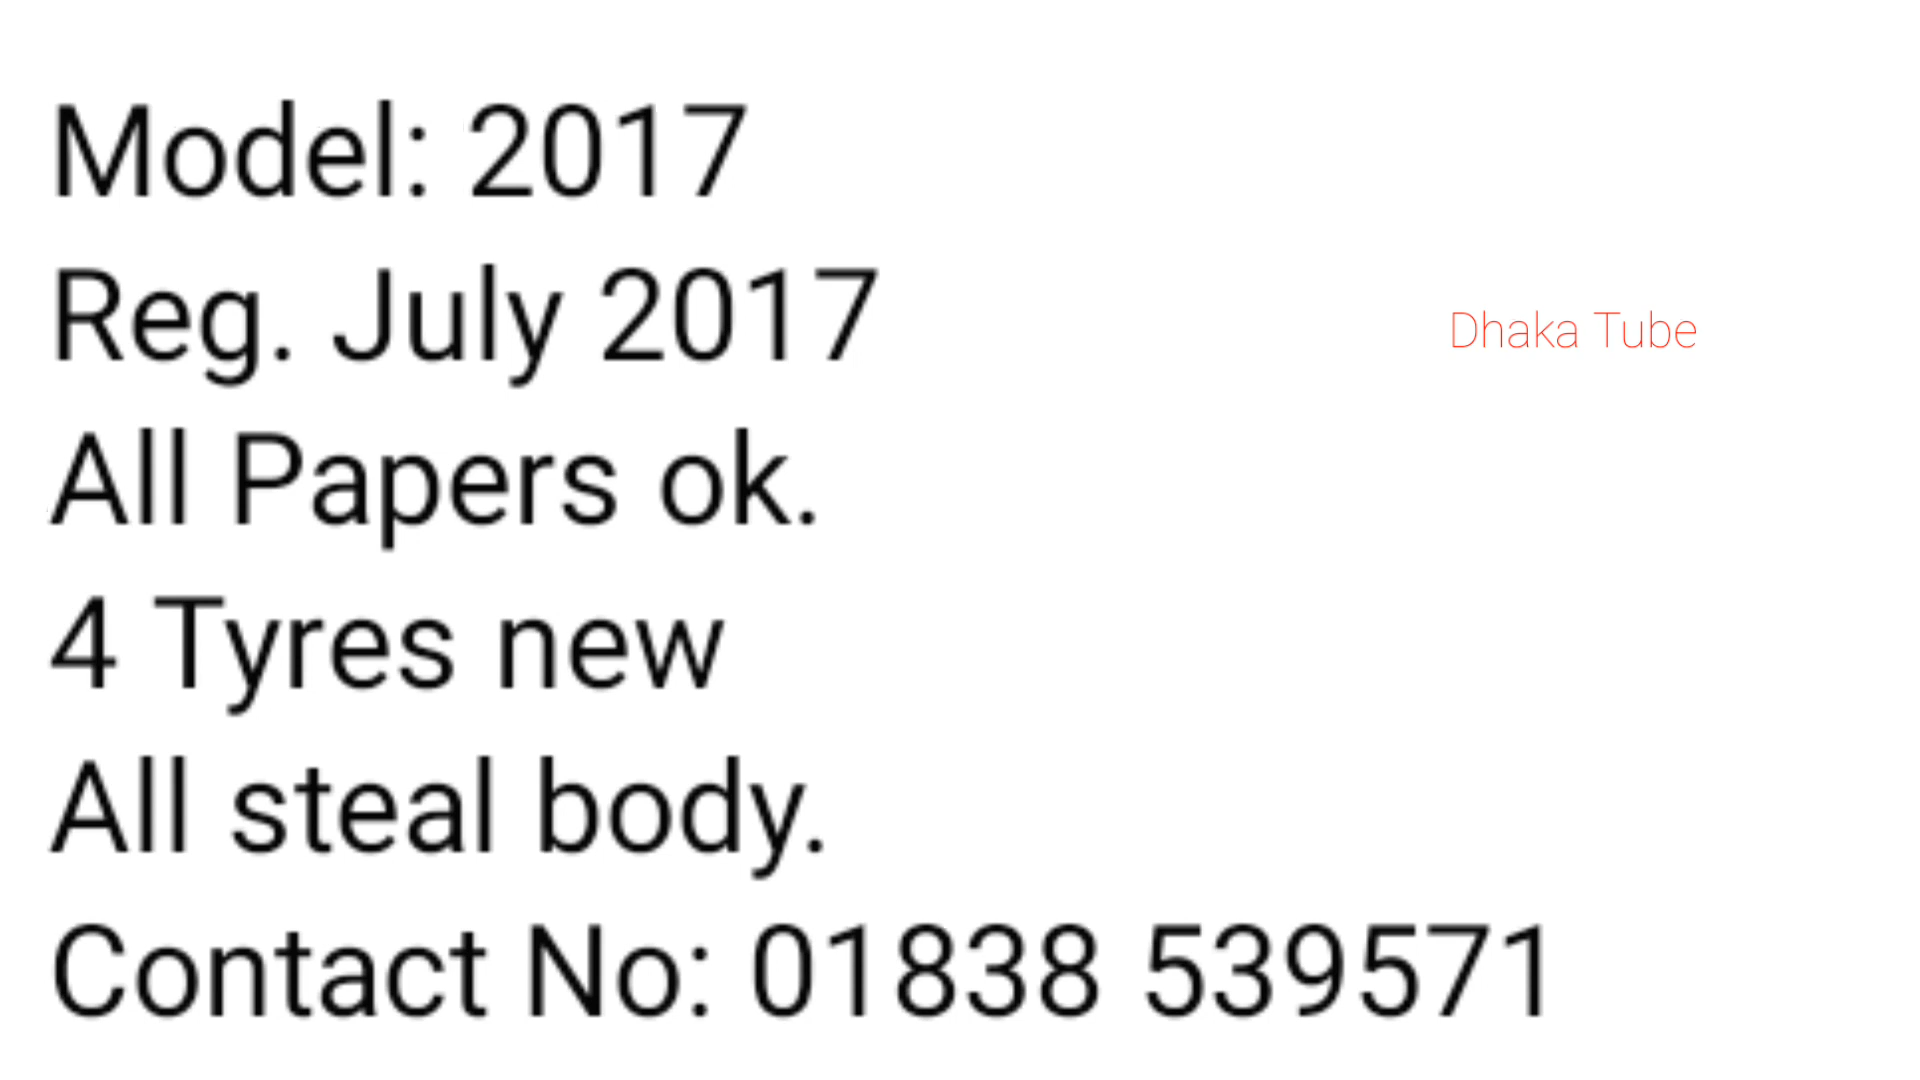 Model: 2017
Reg. July 2017
Dhaka Tube
All Papers ok.
4 Tyres new
All steal body.
Contact No: 01838 539571